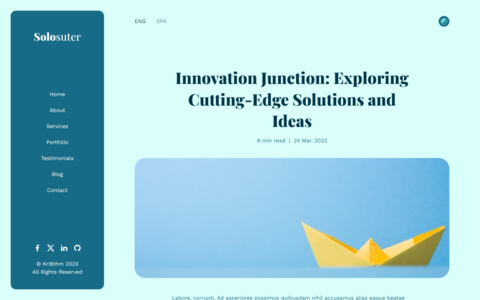 Solosuter
Home
About
Services
Portfolio
Testimonials
Blog
Contact
© Kri8thm 2023
All Rights Reserved
ENG SPA
Innovation Junction: Exploring
Cutting-Edge Solutions and
Ideas
8 min read | 24 Mar. 2023
Labore, corrupti. Ad asperiores possimus quibusdam nihil accusamus alias eaque beatae